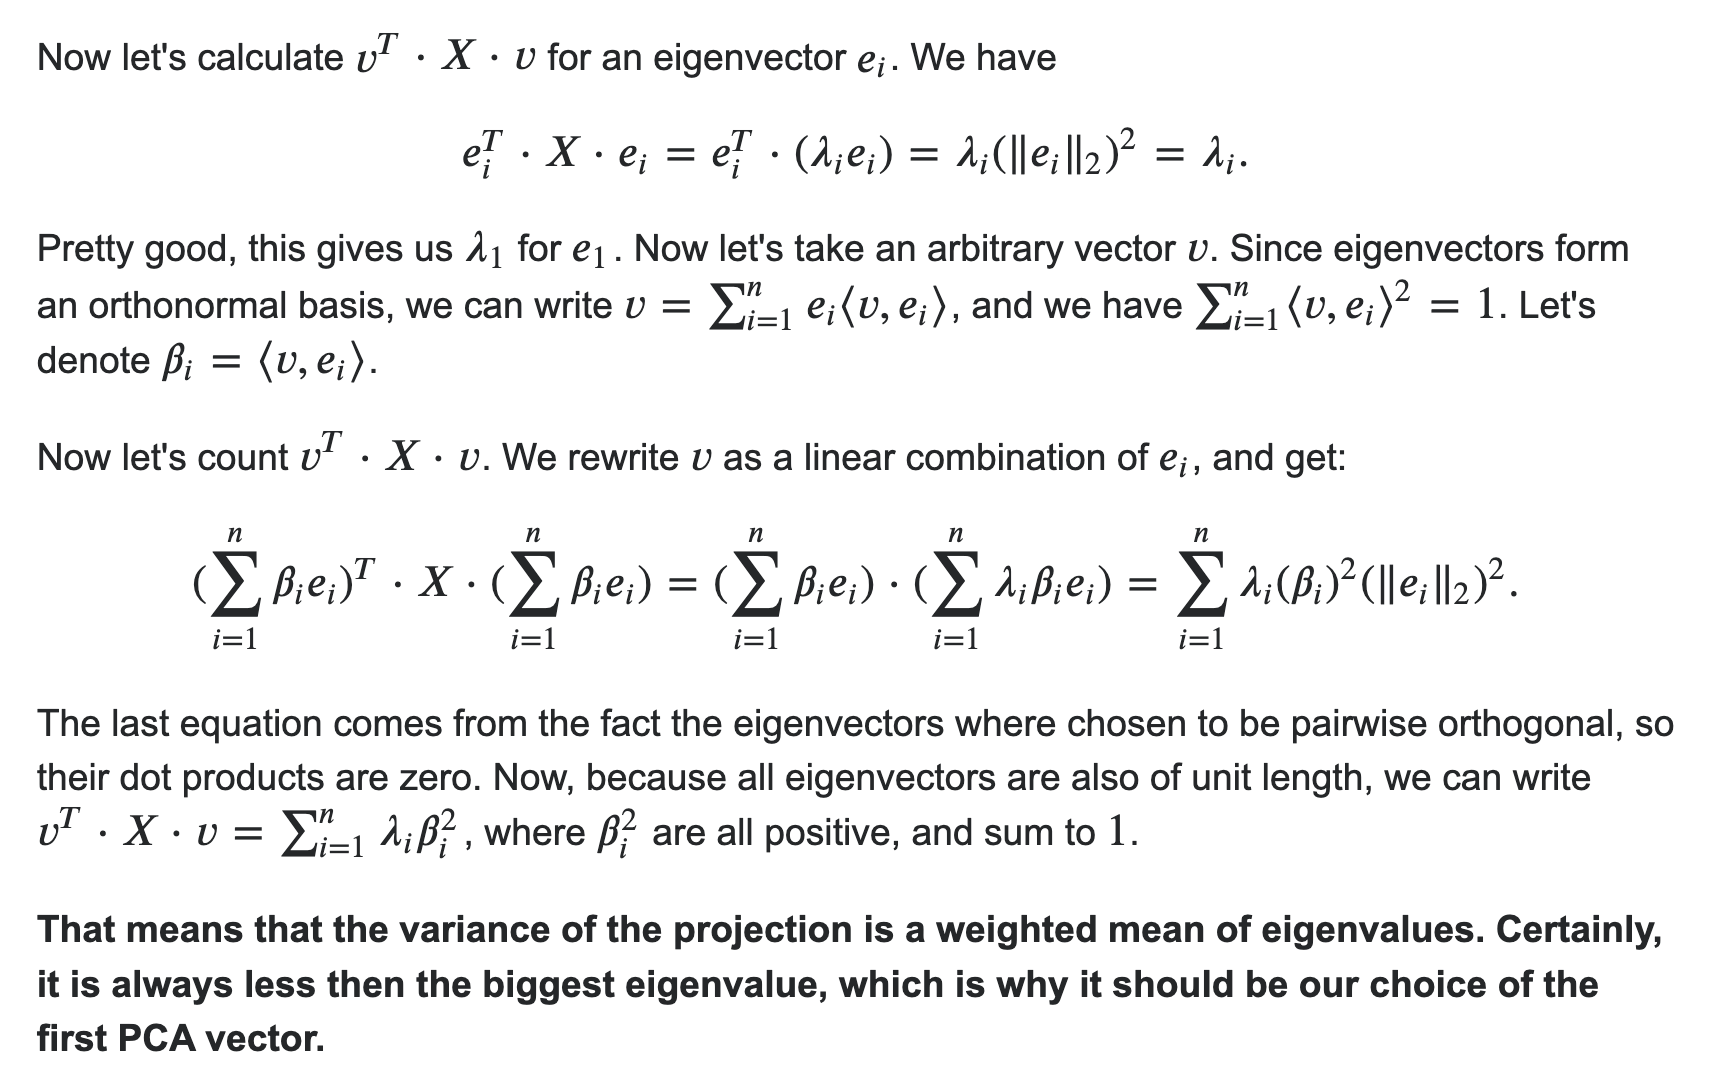 Now let's calculate v^T · X · v for an eigenvector e_i. We have
e_i^T · X · e_i = e_i^T · (λ_i e_i) = λ_i(‖e_i‖_2)^2 = λ_i.
Pretty good, this gives us λ_1 for e_1. Now let's take an arbitrary vector v. Since eigenvectors form
an orthonormal basis, we can write v = ∑_{i=1}^n e_i⟨v, e_i⟩, and we have ∑_{i=1}^n ⟨v, e_i⟩^2 = 1. Let's
denote β_i = ⟨v, e_i⟩.
Now let's count v^T · X · v. We rewrite v as a linear combination of e_i, and get:
(∑_{i=1}^n β_i e_i)^T · X · (∑_{i=1}^n β_i e_i) = (∑_{i=1}^n β_i e_i) · (∑_{i=1}^n λ_i β_i e_i) = ∑_{i=1}^n λ_i(β_i)^2(‖e_i‖_2)^2.
The last equation comes from the fact the eigenvectors where chosen to be pairwise orthogonal, so
their dot products are zero. Now, because all eigenvectors are also of unit length, we can write
v^T · X · v = ∑_{i=1}^n λ_i β_i^2, where β_i^2 are all positive, and sum to 1.
That means that the variance of the projection is a weighted mean of eigenvalues. Certainly,
it is always less then the biggest eigenvalue, which is why it should be our choice of the
first PCA vector.